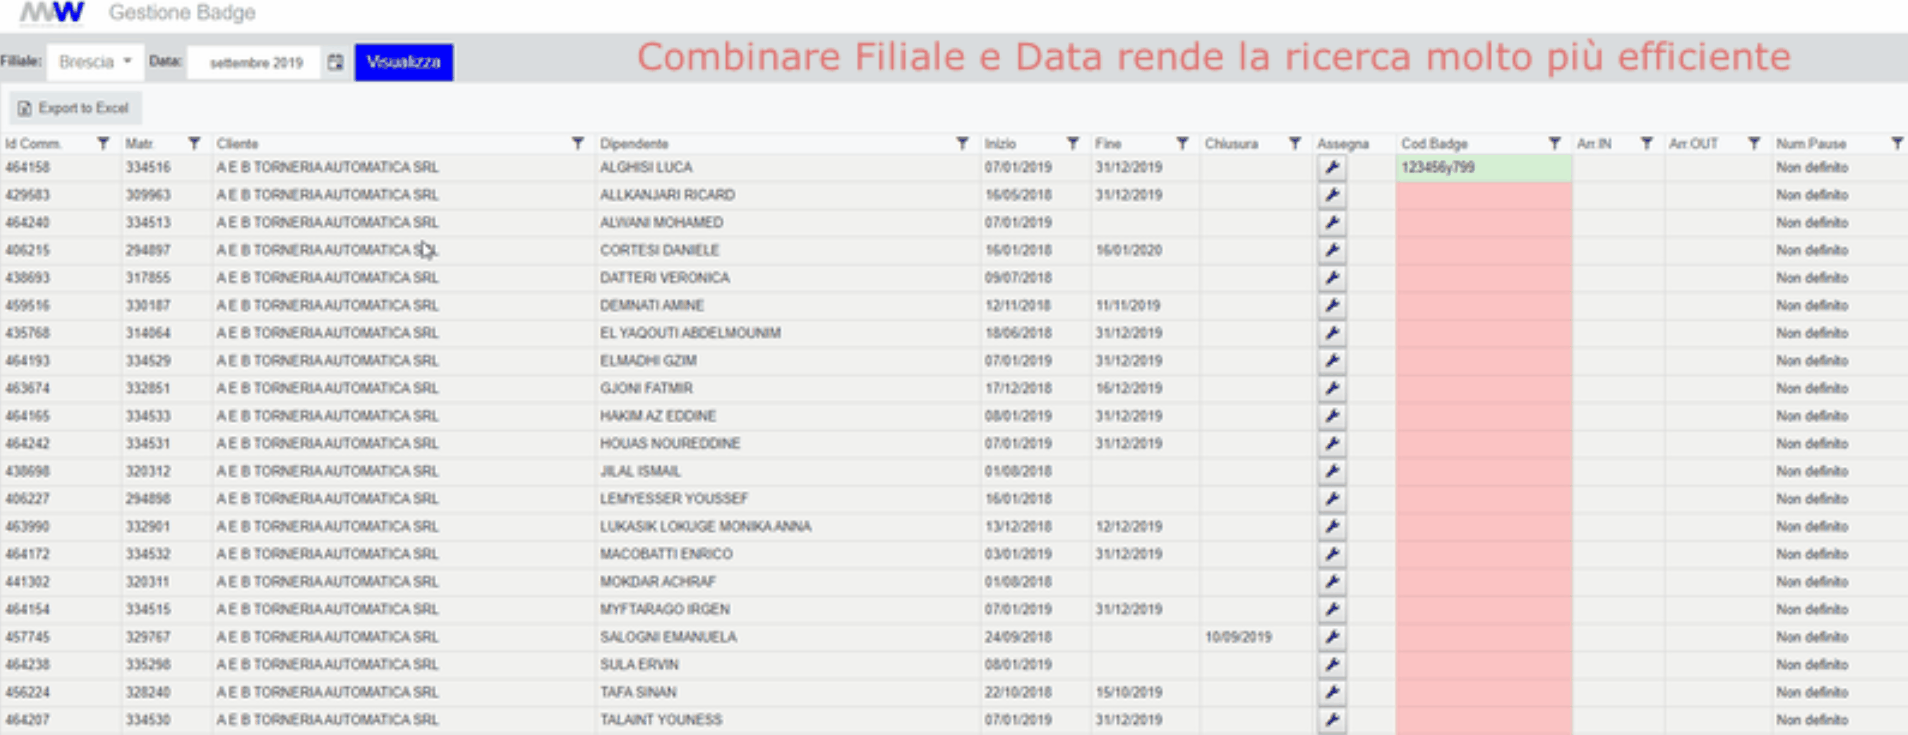 MW Gestione Badge
Filiale: Brescia Data: settembre 2019 Visualizza Combinare Filiale e Data rende la ricerca molto più efficiente
Export to Excel
Id Comm. Matr. Cliente Dipendente Inizio Fine Chiusura Assegna Cod.Badge Arr.IN Arr.OUT Num.Pause
464158 334516 A E B TORNERIA AUTOMATICA SRL ALGHISI LUCA 07/01/2019 31/12/2019 123456y799 Non definito
429583 309963 A E B TORNERIA AUTOMATICA SRL ALLKANJARI RICARD 16/05/2018 31/12/2019 Non definito
464240 334513 A E B TORNERIA AUTOMATICA SRL ALWANI MOHAMED 07/01/2019 Non definito
406215 294897 A E B TORNERIA AUTOMATICA SRL CORTESI DANIELE 16/01/2018 16/01/2020 Non definito
438693 317855 A E B TORNERIA AUTOMATICA SRL DATTERI VERONICA 09/07/2018 Non definito
459516 330187 A E B TORNERIA AUTOMATICA SRL DEMNATI AMINE 12/11/2018 11/11/2019 Non definito
435768 314064 A E B TORNERIA AUTOMATICA SRL EL YAQOUTI ABDELMOUNIM 18/06/2018 31/12/2019 Non definito
464193 334529 A E B TORNERIA AUTOMATICA SRL ELMADHI GZIM 07/01/2019 31/12/2019 Non definito
463674 332851 A E B TORNERIA AUTOMATICA SRL GJONI FATMIR 17/12/2018 16/12/2019 Non definito
464165 334533 A E B TORNERIA AUTOMATICA SRL HAKIM AZ EDDINE 08/01/2019 31/12/2019 Non definito
464242 334531 A E B TORNERIA AUTOMATICA SRL HOUAS NOUREDDINE 07/01/2019 31/12/2019 Non definito
438698 320312 A E B TORNERIA AUTOMATICA SRL JILAL ISMAIL 01/08/2018 Non definito
406227 294898 A E B TORNERIA AUTOMATICA SRL LEMYESSER YOUSSEF 16/01/2018 Non definito
463990 332901 A E B TORNERIA AUTOMATICA SRL LUKASIK LOKUGE MONIKA ANNA 13/12/2018 12/12/2019 Non definito
464172 334532 A E B TORNERIA AUTOMATICA SRL MACOBATTI ENRICO 03/01/2019 31/12/2019 Non definito
441302 320311 A E B TORNERIA AUTOMATICA SRL MOKDAR ACHRAF 01/08/2018 Non definito
464154 334515 A E B TORNERIA AUTOMATICA SRL MYFTARAGO IRGEN 07/01/2019 31/12/2019 Non definito
457745 329767 A E B TORNERIA AUTOMATICA SRL SALOGNI EMANUELA 24/09/2018 10/09/2019 Non definito
464238 335298 A E B TORNERIA AUTOMATICA SRL SULA ERVIN 08/01/2019 Non definito
456224 328240 A E B TORNERIA AUTOMATICA SRL TAFA SINAN 22/10/2018 15/10/2019 Non definito
464207 334530 A E B TORNERIA AUTOMATICA SRL TALAINT YOUNESS 07/01/2019 31/12/2019 Non definito